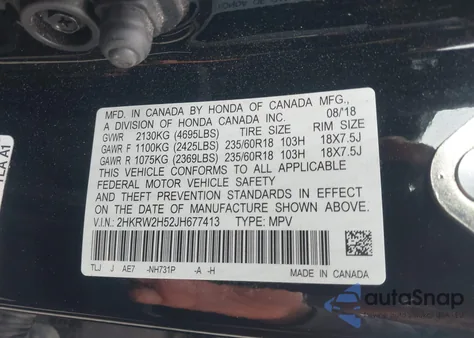 MFD. IN CANADA BY HONDA OF CANADA MFG.,
A DIVISION OF HONDA CANADA INC. 08/18
GVWR 2130KG (4695LBS) TIRE SIZE RIM SIZE
GAWR F 1100KG (2425LBS) 235/60R18 103H 18X7.5J
GAWR R 1075KG (2369LBS) 235/60R18 103H 18X7.5J
THIS VEHICLE CONFORMS TO ALL APPLICABLE
FEDERAL MOTOR VEHICLE SAFETY
AND THEFT PREVENTION STANDARDS IN EFFECT
ON THE DATE OF MANUFACTURE SHOWN ABOVE.
V.I.N.: 2HKRW2H52JH677413 TYPE: MPV
TLJ J AE7 -NH731P -A -H
MADE IN CANADA
TLA A1
autoSnap